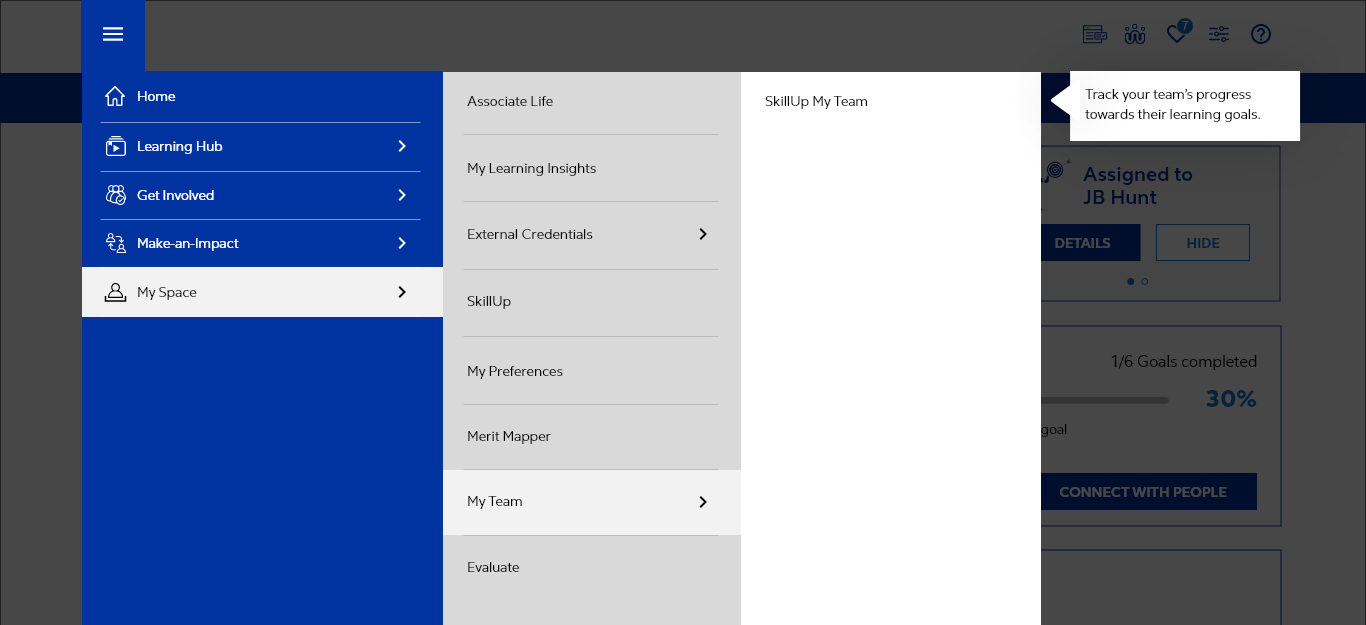 7
Home
Learning Hub
Get Involved
Make-an-Impact
My Space
Associate Life
My Learning Insights
External Credentials
SkillUp
My Preferences
Merit Mapper
My Team
Evaluate
SkillUp My Team
Track your team's progress
towards their learning goals.
Assigned to
JB Hunt
DETAILS
HIDE
1/6 Goals completed
30%
goal
CONNECT WITH PEOPLE